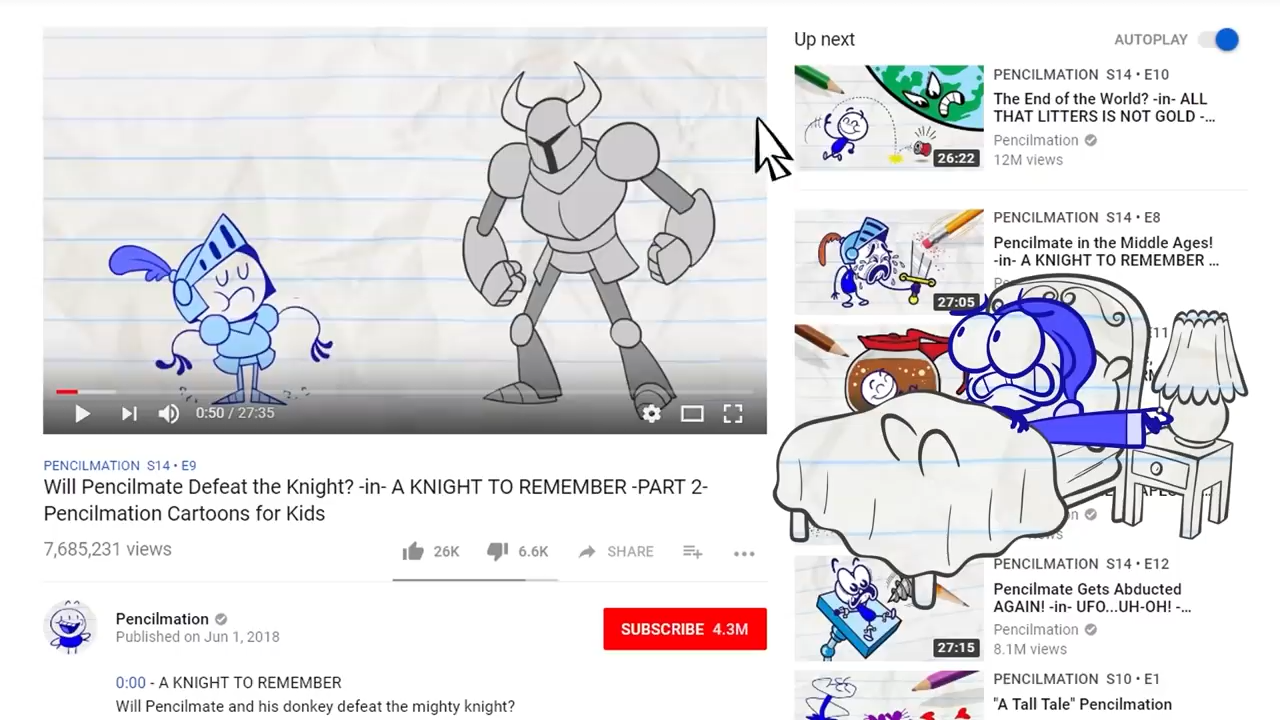 Up next
AUTOPLAY
PENCILMATION S14 • E10
The End of the World? -in- ALL
THAT LITTERS IS NOT GOLD -...
Pencilmation
12M views
26:22
PENCILMATION S14 • E8
Pencilmate in the Middle Ages!
-in- A KNIGHT TO REMEMBER ...
27:05
0:50 / 27:35
PENCILMATION S14 • E9
Will Pencilmate Defeat the Knight? -in- A KNIGHT TO REMEMBER -PART 2-
Pencilmation Cartoons for Kids
7,685,231 views
26K
6.6K
SHARE
PENCILMATION S14 • E12
Pencilmate Gets Abducted
AGAIN! -in- UFO...UH-OH! -...
Pencilmation
8.1M views
27:15
Pencilmation
Published on Jun 1, 2018
SUBSCRIBE 4.3M
0:00 - A KNIGHT TO REMEMBER
Will Pencilmate and his donkey defeat the mighty knight?
PENCILMATION S10 • E1
"A Tall Tale" Pencilmation